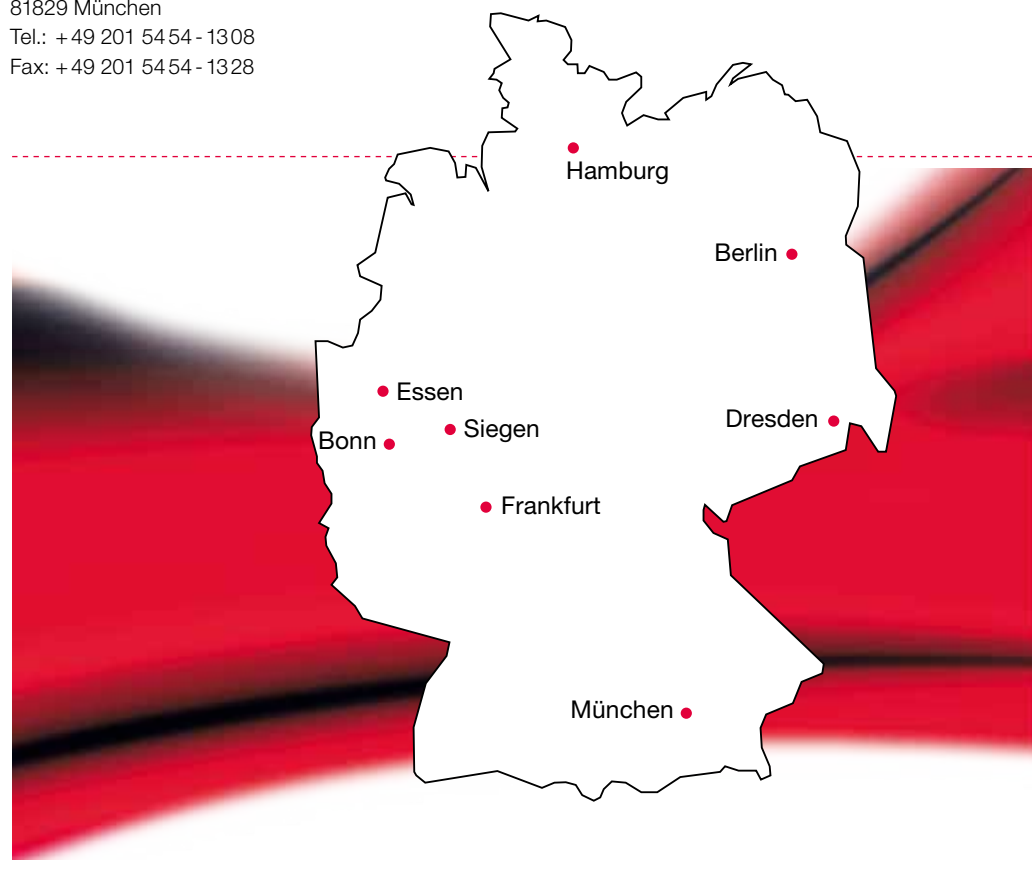 81829 München
Tel.: +49 201 5454-1308
Fax: +49 201 5454-1328
Hamburg
Berlin
Essen
Dresden
Siegen
Bonn
Frankfurt
München